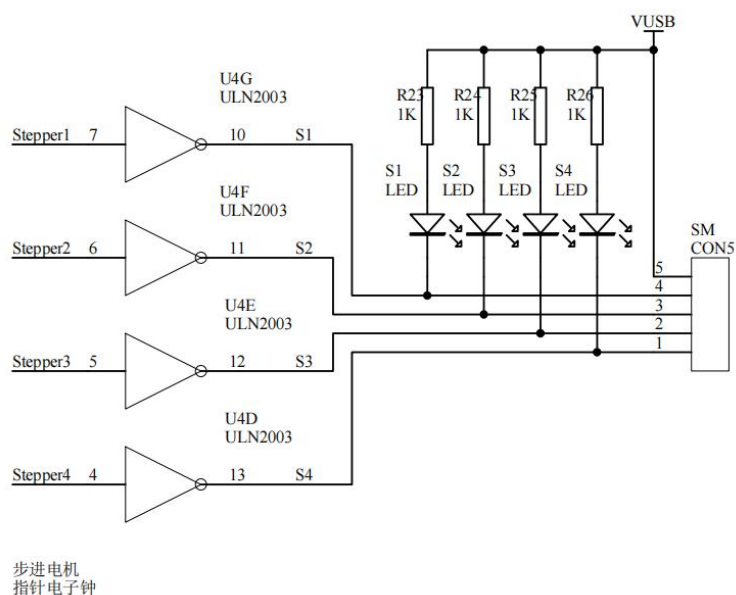 VUSB
U4G
ULN2003
Stepper1 7 10 S1
R23 R24 R25 R26
1K 1K 1K 1K
S1 S2 S3 S4
LED LED LED LED
U4F
ULN2003
Stepper2 6 11 S2
SM
CON5
5
4
3
2
1
U4E
ULN2003
Stepper3 5 12 S3
U4D
ULN2003
Stepper4 4 13 S4
步进电机
指针电子钟